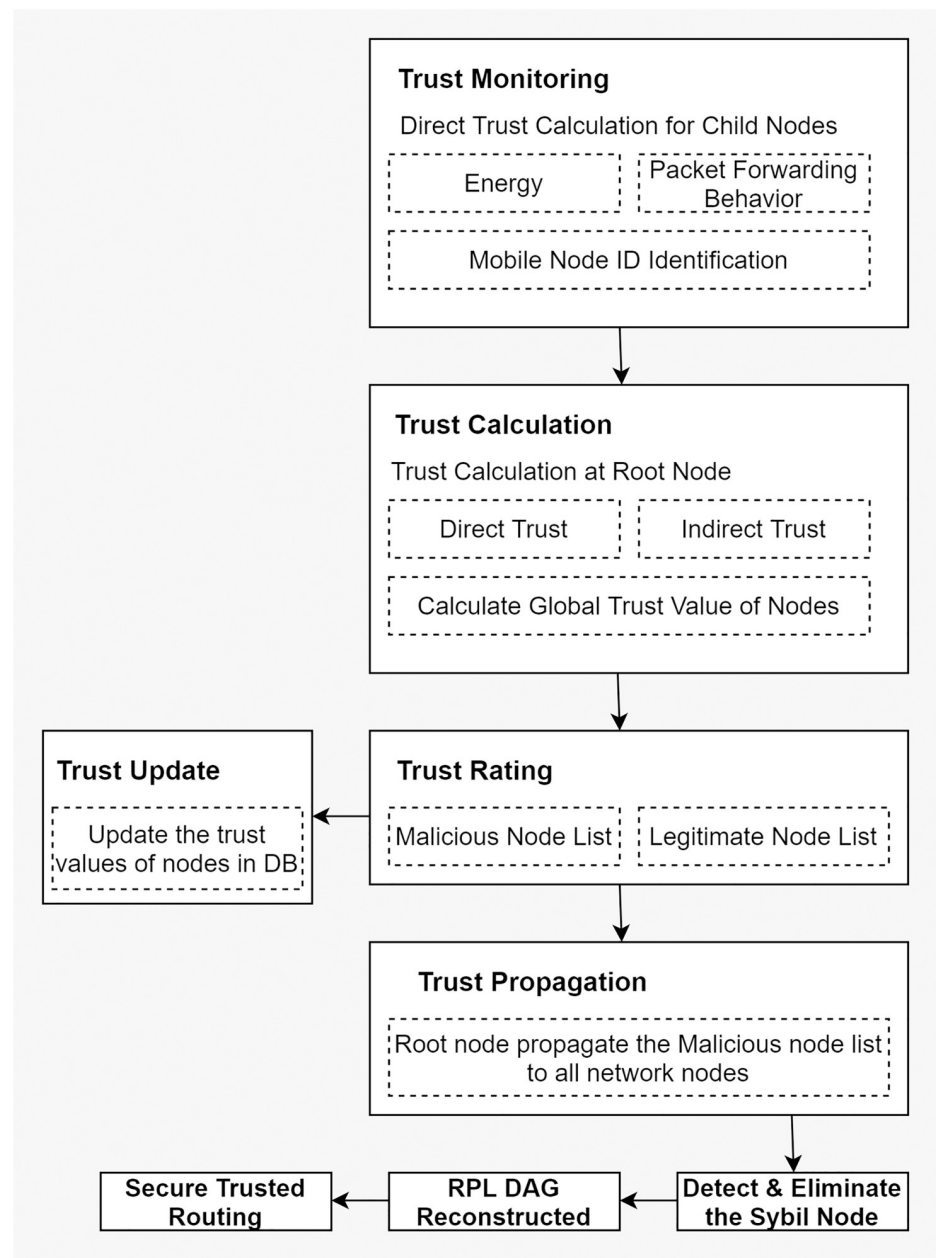 Trust Monitoring
Direct Trust Calculation for Child Nodes
Energy
Packet Forwarding
Behavior
Mobile Node ID Identification
Trust Calculation
Trust Calculation at Root Node
Direct Trust
Indirect Trust
Calculate Global Trust Value of Nodes
Trust Rating
Malicious Node List
Legitimate Node List
Trust Update
Update the trust
values of nodes in DB
Trust Propagation
Root node propagate the Malicious node list
to all network nodes
Detect & Eliminate
the Sybil Node
RPL DAG
Reconstructed
Secure Trusted
Routing